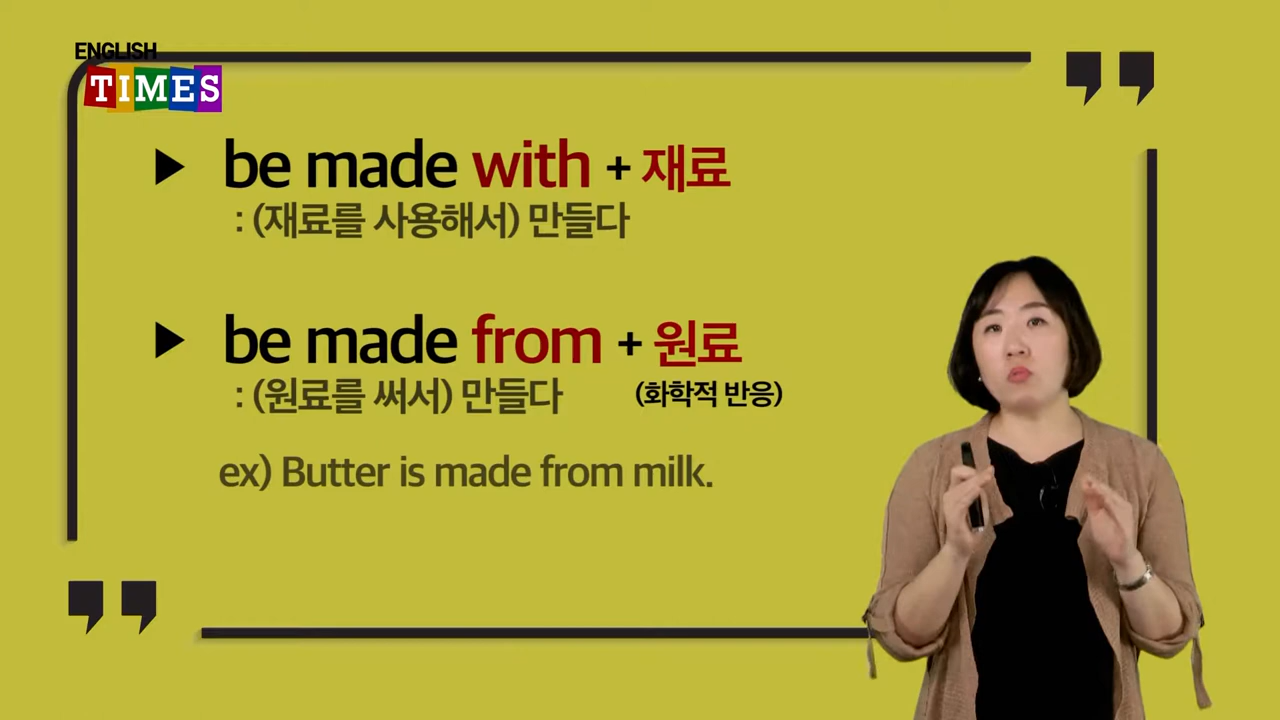 ENGLISH
TIMES
▶ be made with + 재료
: (재료를 사용해서) 만들다
▶ be made from + 원료
: (원료를 써서) 만들다 (화학적 반응)
ex) Butter is made from milk.